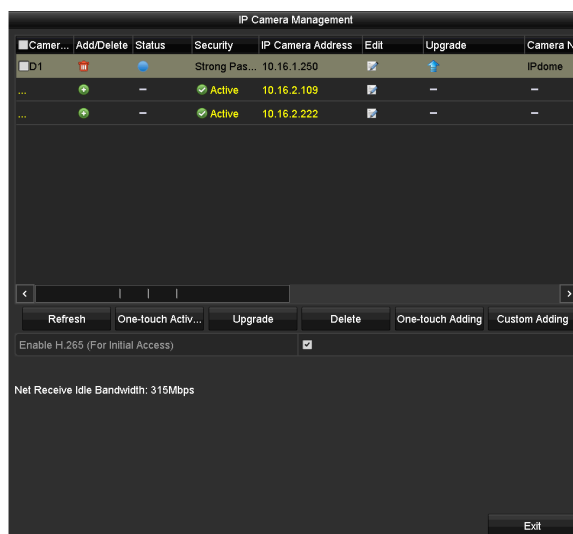 IP Camera Management
Camer... Add/Delete Status Security IP Camera Address Edit Upgrade Camera N
D1 Strong Pas... 10.16.1.250 IPdome
... – Active 10.16.2.109 – –
... – Active 10.16.2.222 – –
Refresh One-touch Activ... Upgrade Delete One-touch Adding Custom Adding
Enable H.265 (For Initial Access)
Net Receive Idle Bandwidth: 315Mbps
Exit